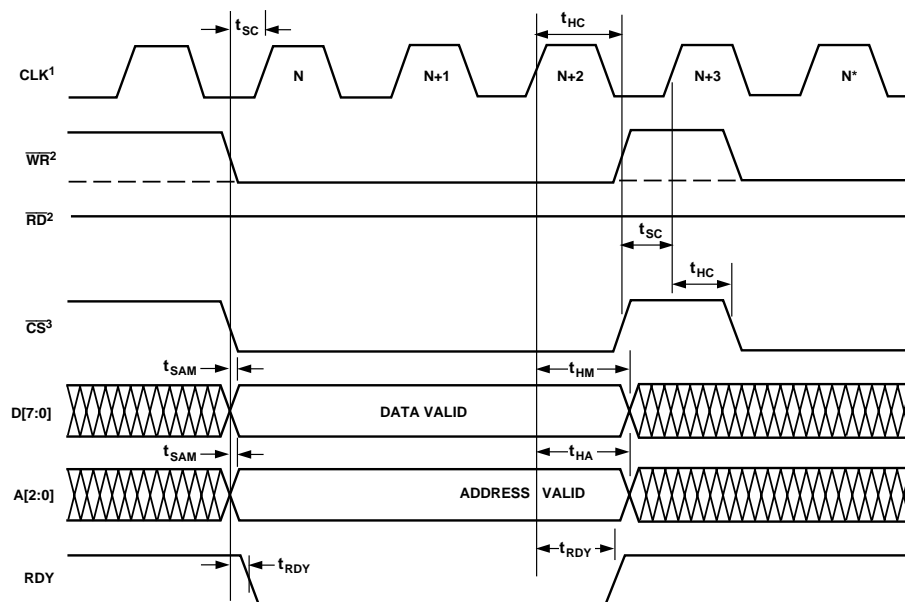 tSC
tHC
CLK1
N
N+1
N+2
N+3
N*
WR2
RD2
tSC
tHC
CS3
tSAM
tHM
D[7:0]
DATA VALID
tSAM
tHA
A[2:0]
ADDRESS VALID
tRDY
tRDY
RDY